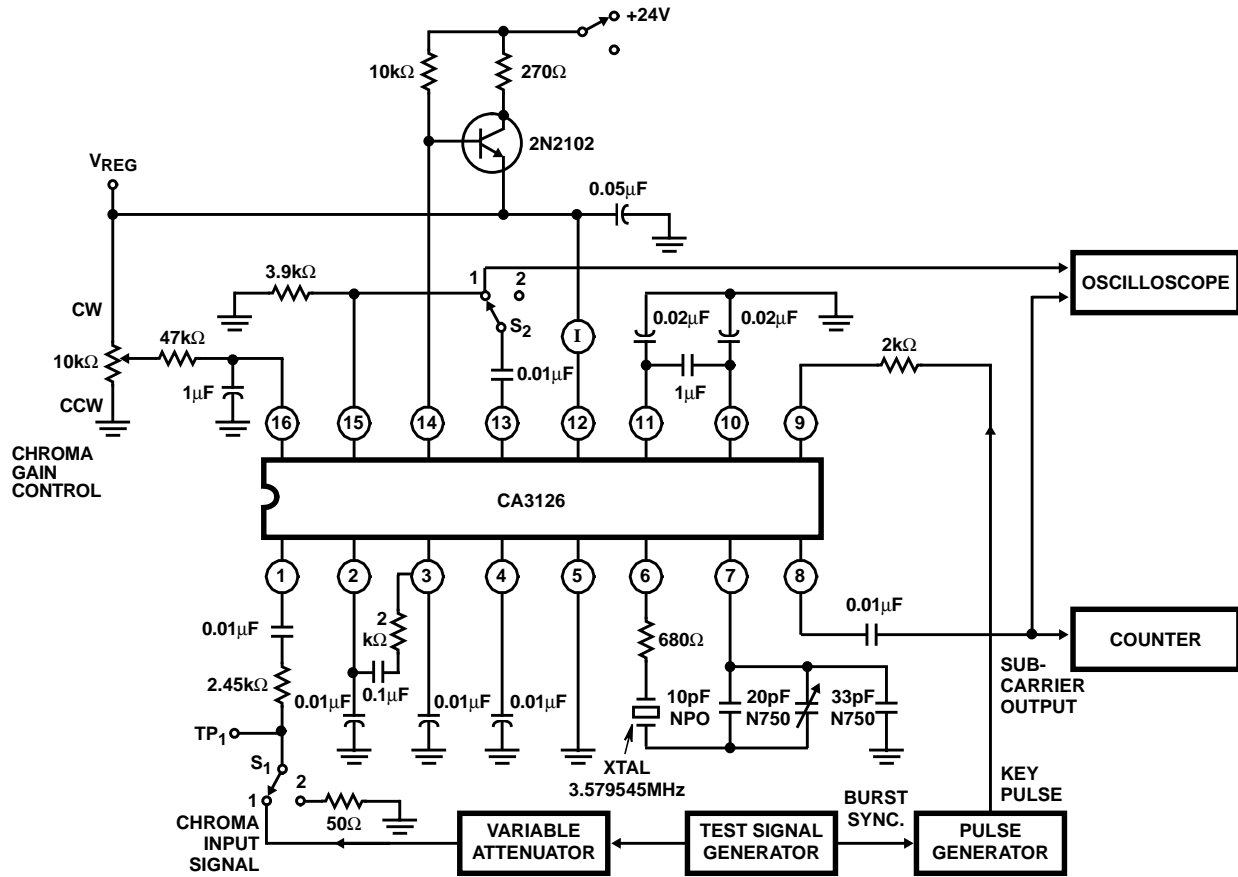 +24V
10kΩ
270Ω
2N2102
VREG
0.05μF
3.9kΩ
1
2
S2
OSCILLOSCOPE
CW
47kΩ
10kΩ
1μF
CCW
I
0.02μF
0.02μF
1μF
2kΩ
0.01μF
16
15
14
13
12
11
10
9
CHROMA
GAIN
CONTROL
CA3126
1
2
3
4
5
6
7
8
0.01μF
2.45kΩ
2
kΩ
0.1μF
0.01μF
0.01μF
0.01μF
680Ω
10pF
NPO
20pF
N750
33pF
N750
0.01μF
COUNTER
SUB-
CARRIER
OUTPUT
TP1
S1
1
2
50Ω
XTAL
3.579545MHz
CHROMA
INPUT
SIGNAL
VARIABLE
ATTENUATOR
TEST SIGNAL
GENERATOR
BURST
SYNC.
KEY
PULSE
PULSE
GENERATOR